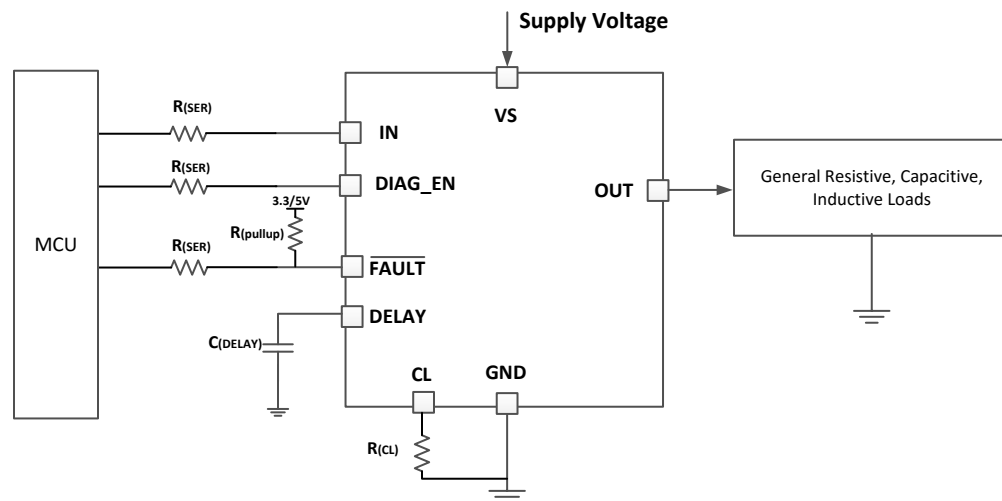 Supply Voltage
MCU
R(SER)
IN
VS
R(SER)
DIAG_EN
OUT
General Resistive, Capacitive,
Inductive Loads
3.3/5V
R(pullup)
R(SER)
FAULT
DELAY
C(DELAY)
CL
GND
R(CL)